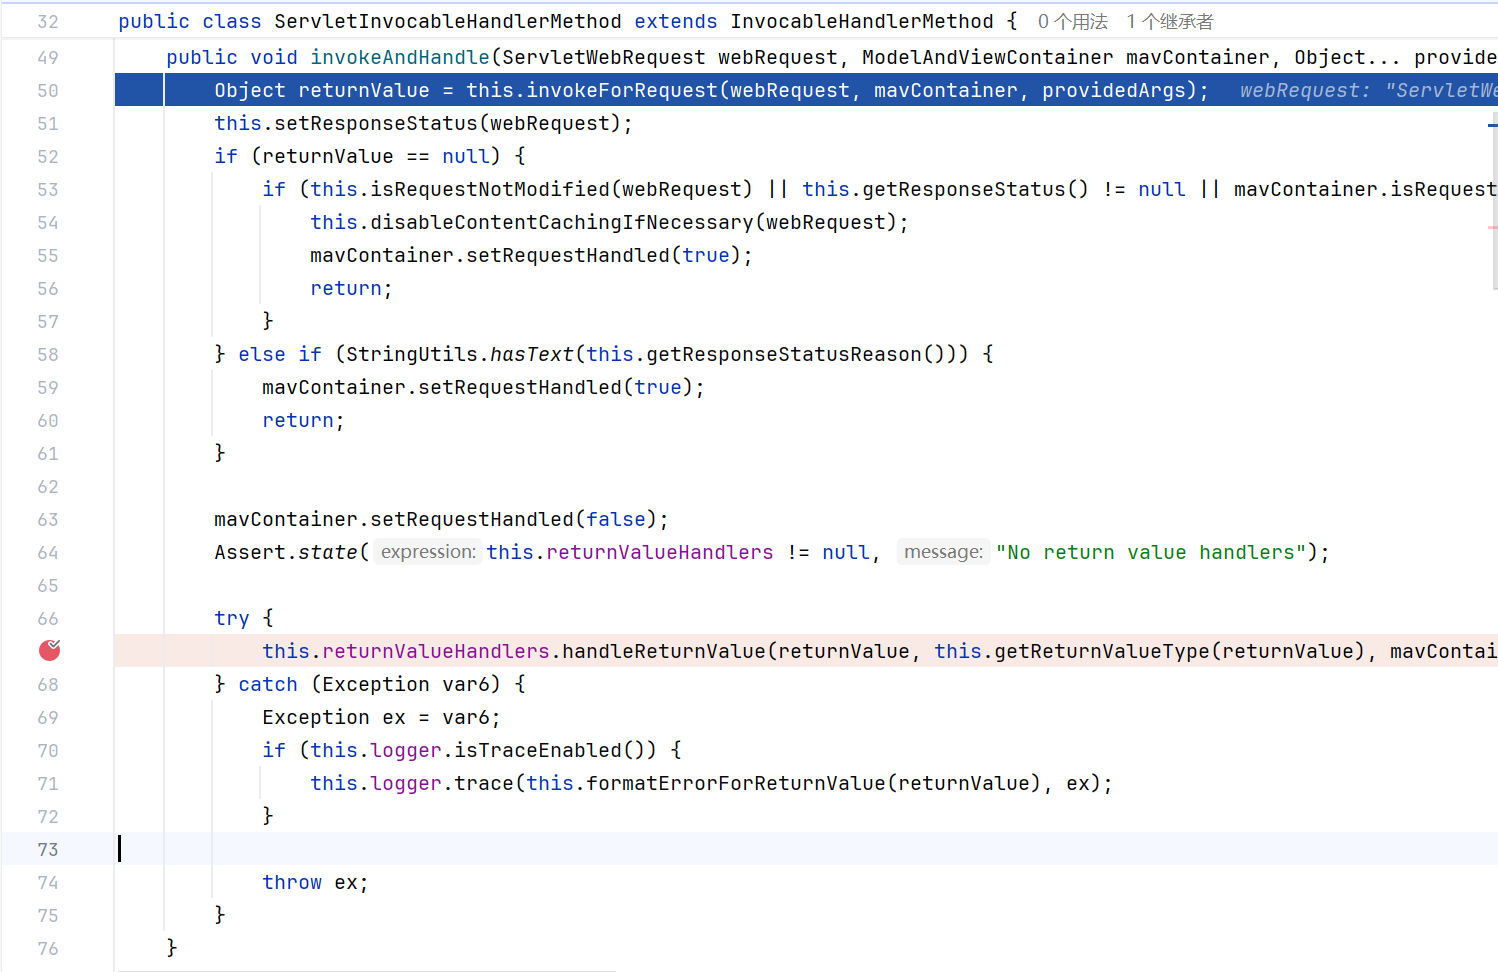 32 public class ServletInvocableHandlerMethod extends InvocableHandlerMethod { 0 个用法 1 个继承者
49 public void invokeAndHandle(ServletWebRequest webRequest, ModelAndViewContainer mavContainer, Object... provide
50 Object returnValue = this.invokeForRequest(webRequest, mavContainer, providedArgs); webRequest: "ServletWe
51 this.setResponseStatus(webRequest);
52 if (returnValue == null) {
53 if (this.isRequestNotModified(webRequest) || this.getResponseStatus() != null || mavContainer.isRequest
54 this.disableContentCachingIfNecessary(webRequest);
55 mavContainer.setRequestHandled(true);
56 return;
57 }
58 } else if (StringUtils.hasText(this.getResponseStatusReason())) {
59 mavContainer.setRequestHandled(true);
60 return;
61 }
62
63 mavContainer.setRequestHandled(false);
64 Assert.state( expression: this.returnValueHandlers != null, message: "No return value handlers");
65
66 try {
this.returnValueHandlers.handleReturnValue(returnValue, this.getReturnValueType(returnValue), mavContai
68 } catch (Exception var6) {
69 Exception ex = var6;
70 if (this.logger.isTraceEnabled()) {
71 this.logger.trace(this.formatErrorForReturnValue(returnValue), ex);
72 }
73
74 throw ex;
75 }
76 }